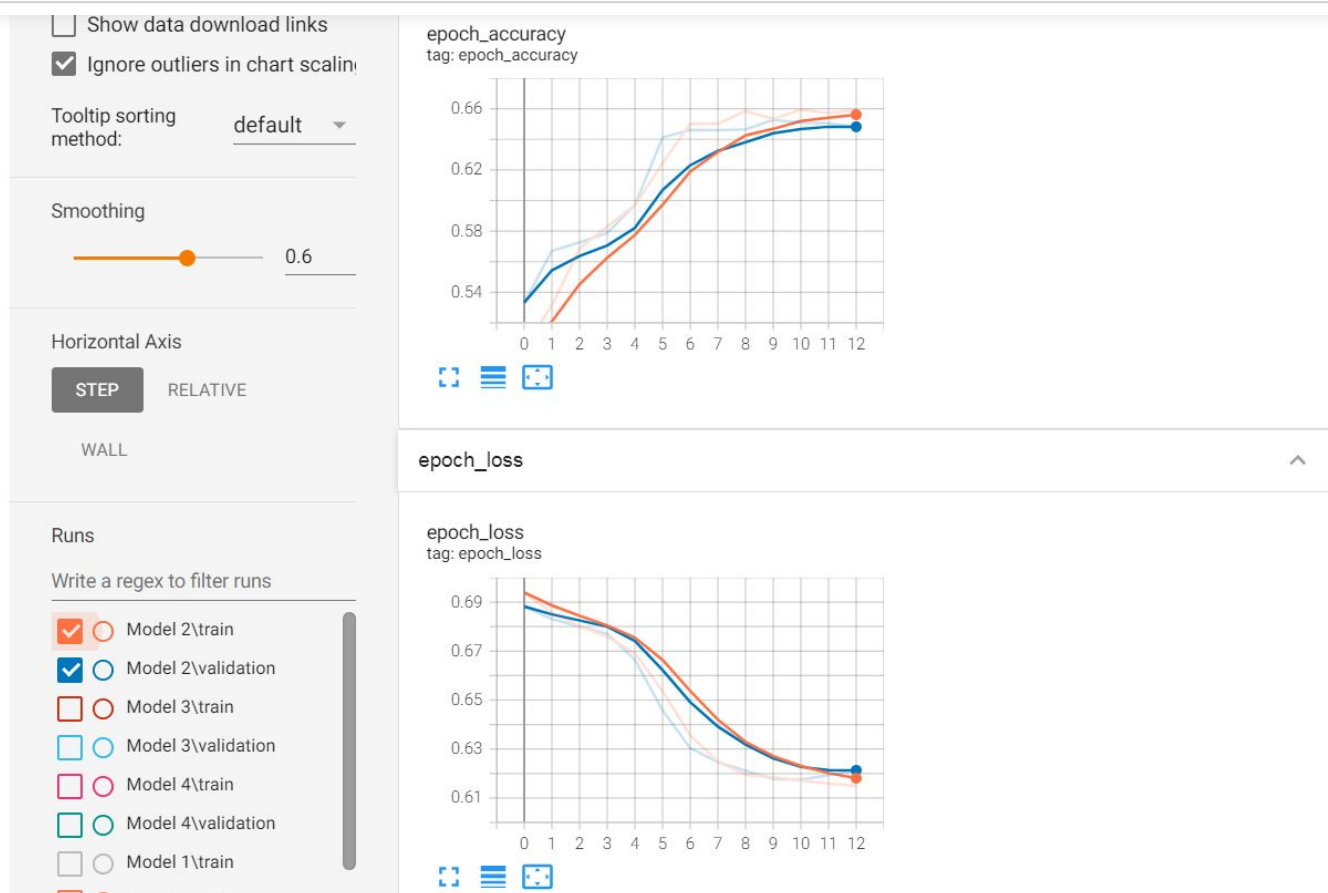 Show data download links
Ignore outliers in chart scaling
Tooltip sorting
method:
default
Smoothing
0.6
Horizontal Axis
STEP
RELATIVE
WALL
Runs
Write a regex to filter runs
Model 2\train
Model 2\validation
Model 3\train
Model 3\validation
Model 4\train
Model 4\validation
Model 1\train
epoch_accuracy
tag: epoch_accuracy
0.66
0.62
0.58
0.54
0 1 2 3 4 5 6 7 8 9 10 11 12
epoch_loss
epoch_loss
tag: epoch_loss
0.69
0.67
0.65
0.63
0.61
0 1 2 3 4 5 6 7 8 9 10 11 12